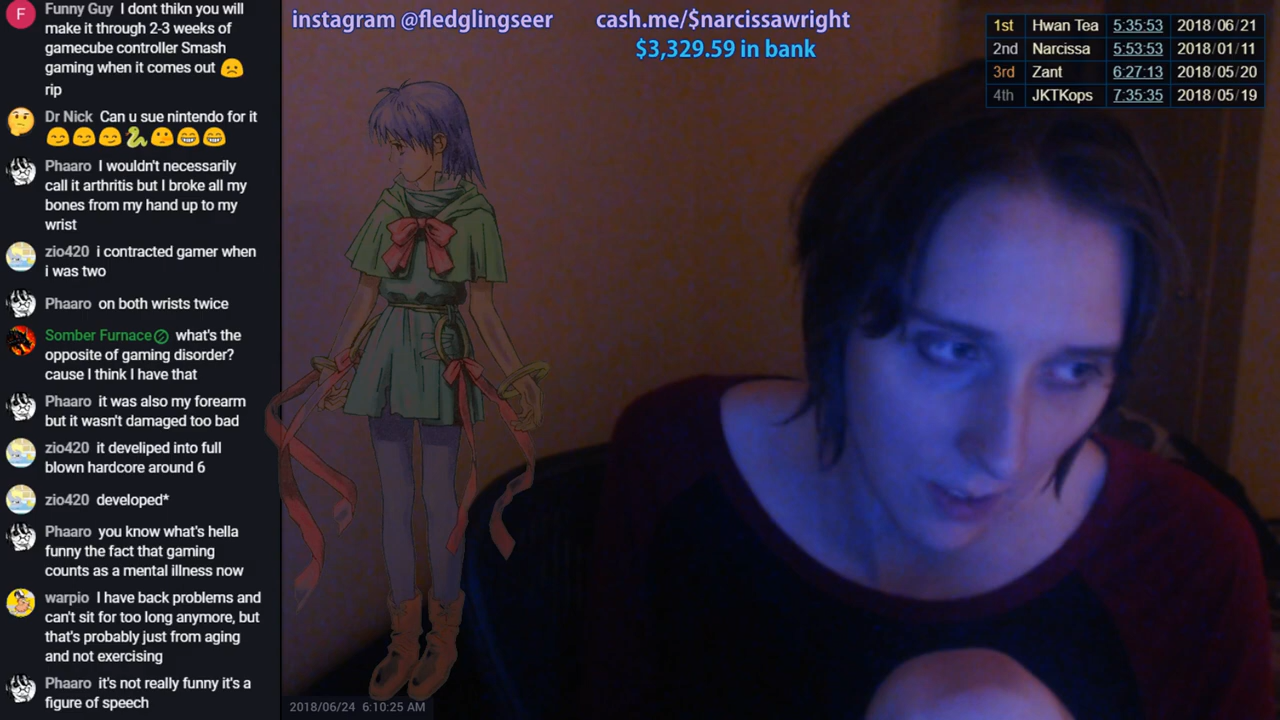 Funny Guy I dont thikn you will
make it through 2-3 weeks of
gamecube controller Smash
gaming when it comes out
rip
Dr Nick Can u sue nintendo for it
Phaaro I wouldn't necessarily
call it arthritis but I broke all my
bones from my hand up to my
wrist
zio420 i contracted gamer when
i was two
Phaaro on both wrists twice
Somber Furnace what's the
opposite of gaming disorder?
cause I think I have that
Phaaro it was also my forearm
but it wasn't damaged too bad
zio420 it develiped into full
blown hardcore around 6
zio420 developed*
Phaaro you know what's hella
funny the fact that gaming
counts as a mental illness now
warpio I have back problems and
can't sit for too long anymore, but
that's probably just from aging
and not exercising
Phaaro it's not really funny it's a
figure of speech
F
instagram @fledglingseer
cash.me/$narcissawright
$3,329.59 in bank
1st Hwan Tea 5:35:53 2018/06/21
2nd Narcissa 5:53:53 2018/01/11
3rd Zant 6:27:13 2018/05/20
4th JKTKops 7:35:35 2018/05/19
2018/06/24 6:10:25 AM